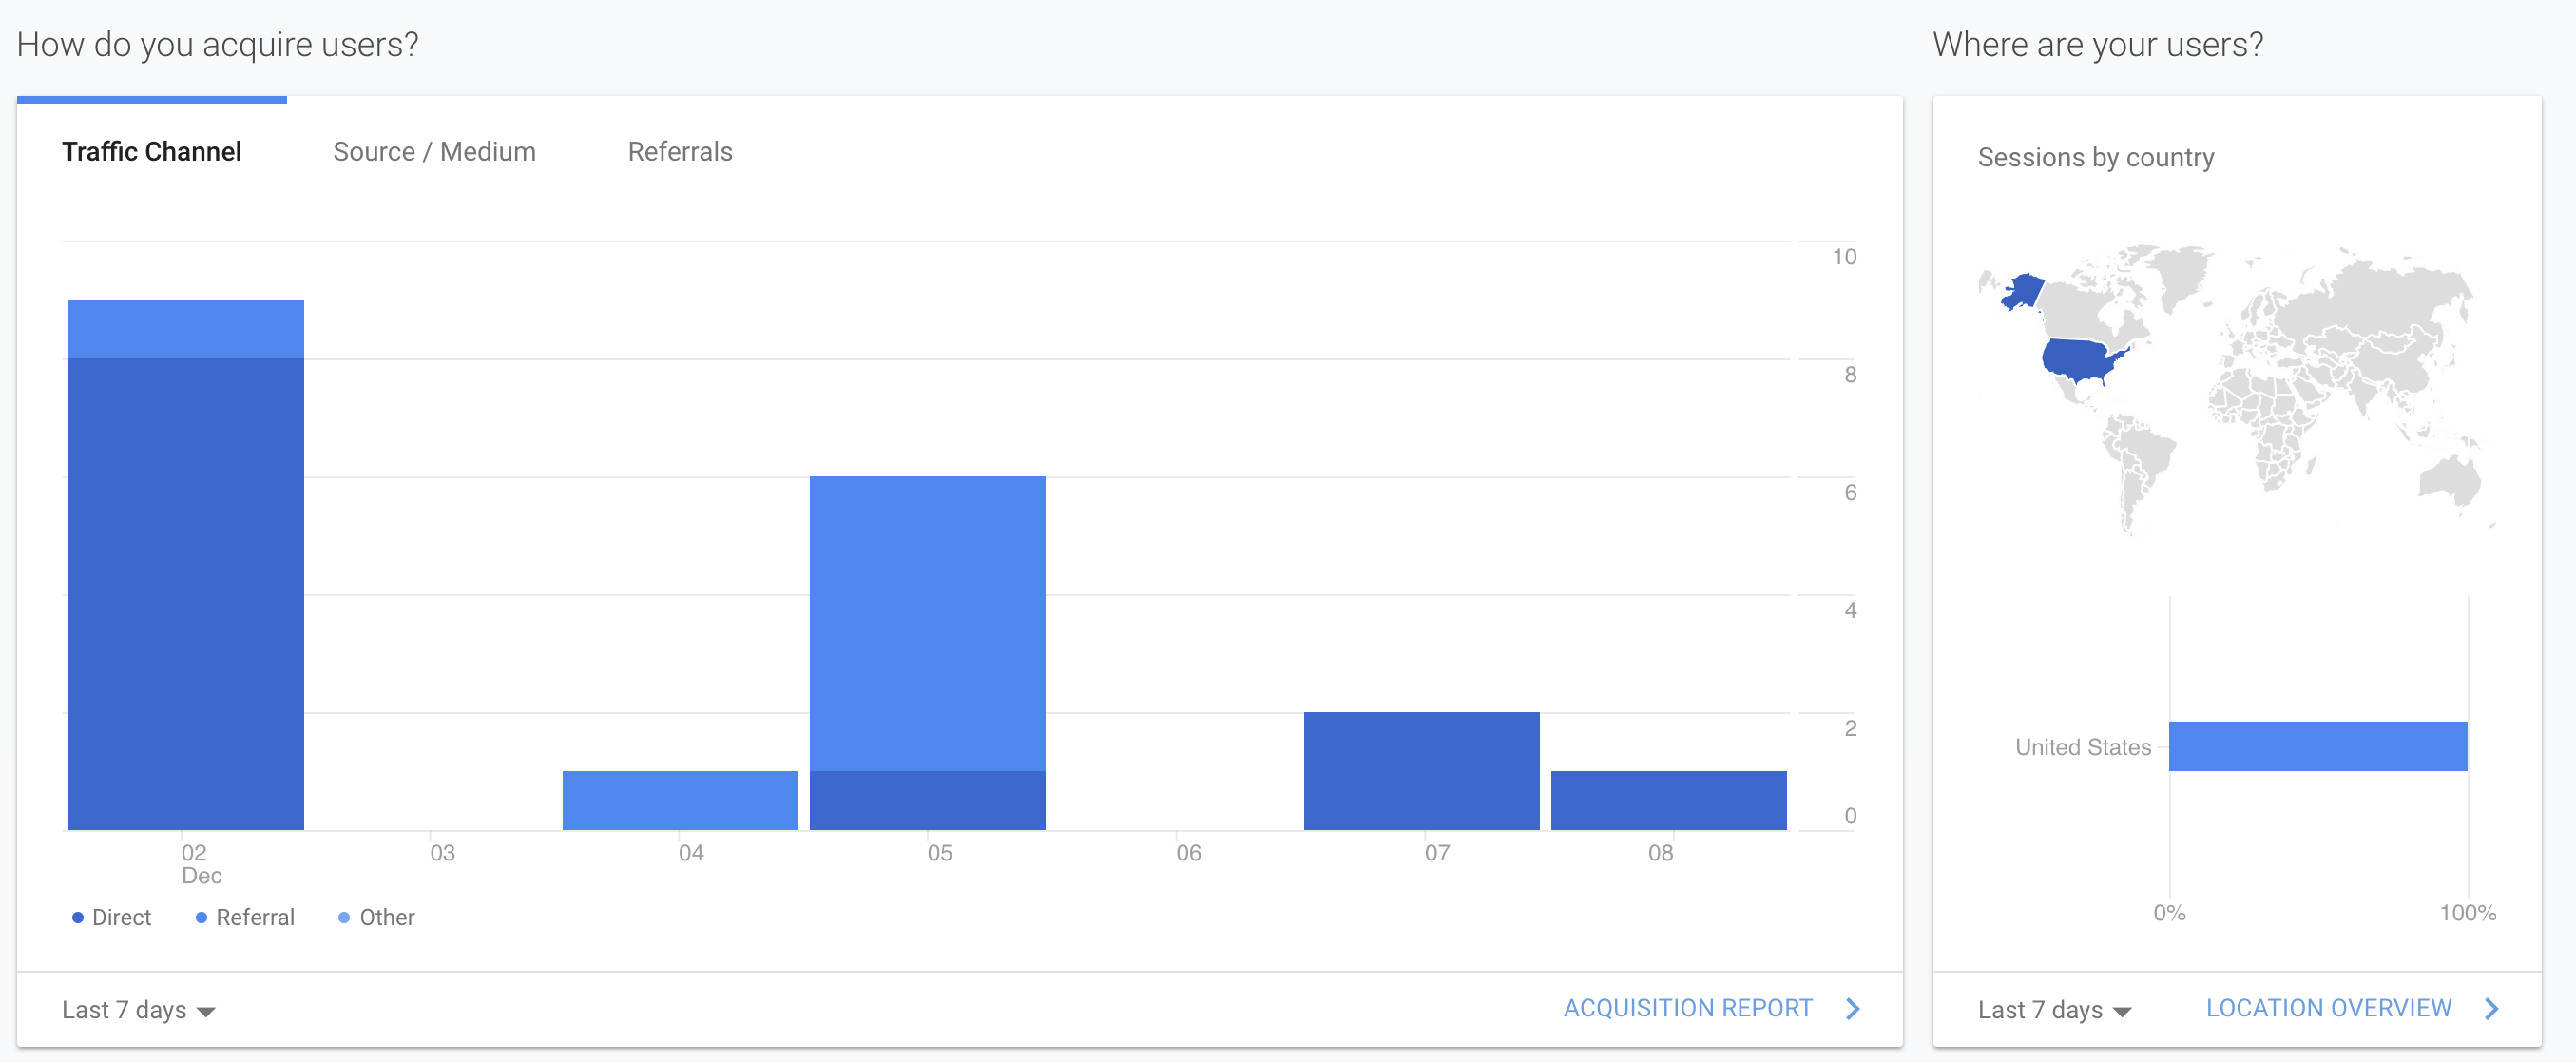 How do you acquire users?
Traffic Channel
Source / Medium
Referrals
10
8
6
4
2
0
02
Dec
03
04
05
06
07
08
Direct
Referral
Other
Last 7 days
ACQUISITION REPORT
Where are your users?
Sessions by country
United States
0%
100%
Last 7 days
LOCATION OVERVIEW